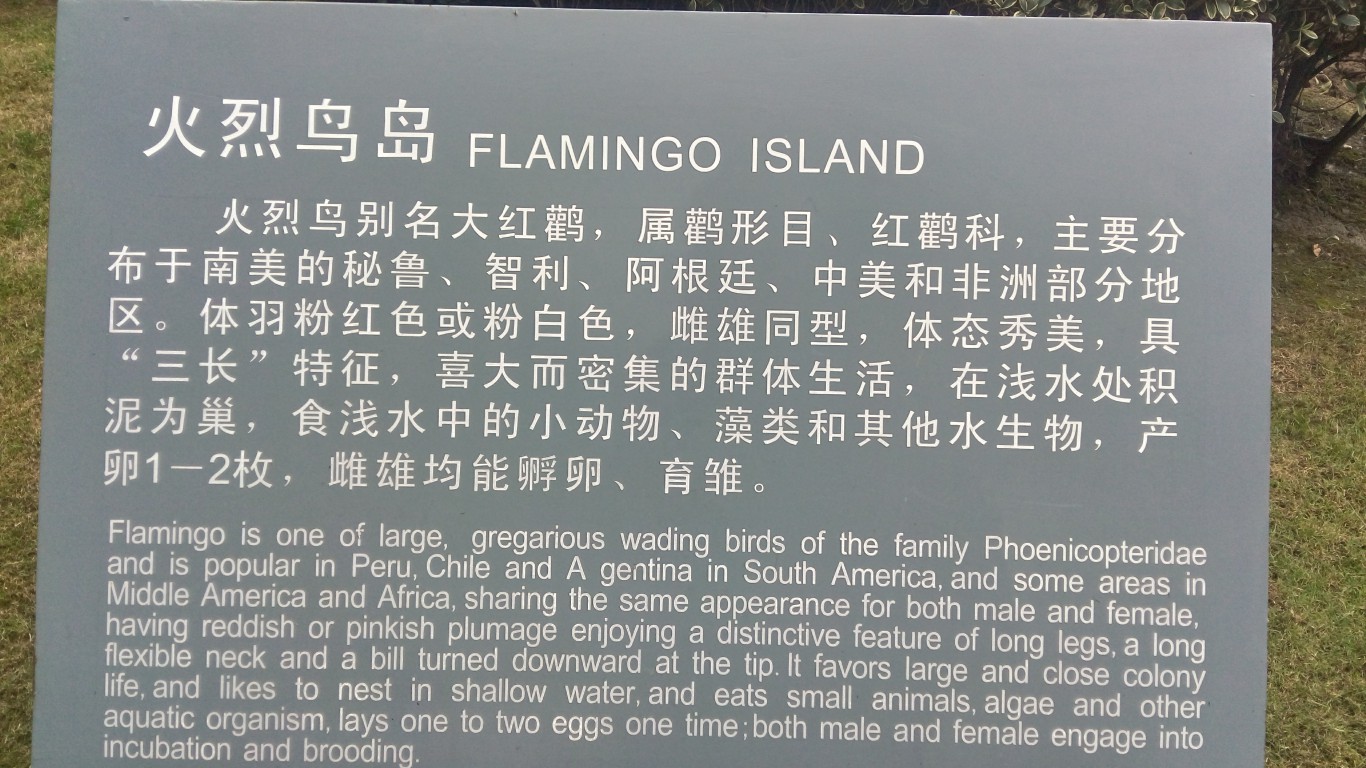 火烈鸟岛 FLAMINGO ISLAND
火烈鸟别名大红鹳，属鹳形目、红鹳科，主要分
布于南美的秘鲁、智利、阿根廷、中美和非洲部分地
区。体羽粉红色或粉白色，雌雄同型，体态秀美，具
“三长”特征，喜大而密集的群体生活，在浅水处积
泥为巢，食浅水中的小动物、藻类和其他水生物，产
卵1－2枚，雌雄均能孵卵、育雏。
Flamingo is one of large, gregarious wading birds of the family Phoenicopteridae
and is popular in Peru, Chile and A gentina in South America, and some areas in
Middle America and Africa, sharing the same appearance for both male and female,
having reddish or pinkish plumage enjoying a distinctive feature of long legs, a long
flexible neck and a bill turned downward at the tip. It favors large and close colony
life, and likes to nest in shallow water, and eats small animals, algae and other
aquatic organism, lays one to two eggs one time; both male and female engage into
incubation and brooding.